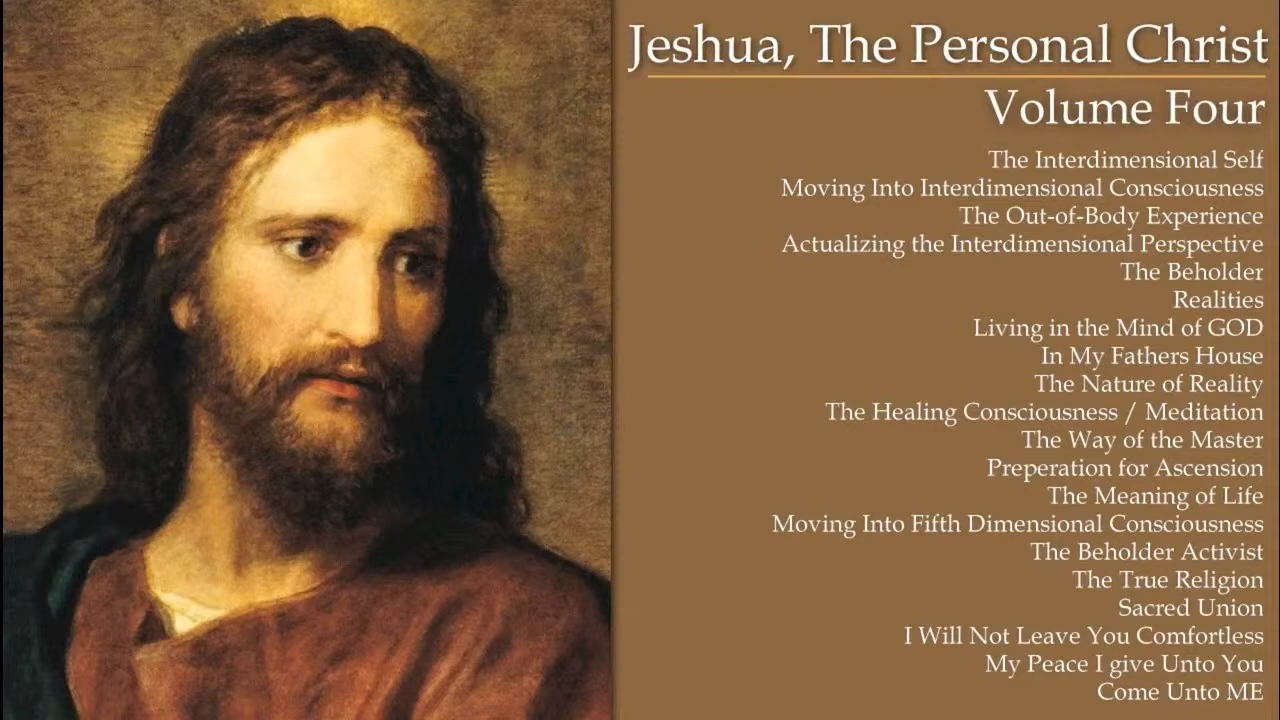 Jeshua, The Personal Christ
Volume Four
The Interdimensional Self
Moving Into Interdimensional Consciousness
The Out-of-Body Experience
Actualizing the Interdimensional Perspective
The Beholder
Realities
Living in the Mind of GOD
In My Fathers House
The Nature of Reality
The Healing Consciousness / Meditation
The Way of the Master
Preperation for Ascension
The Meaning of Life
Moving Into Fifth Dimensional Consciousness
The Beholder Activist
The True Religion
Sacred Union
I Will Not Leave You Comfortless
My Peace I give Unto You
Come Unto ME